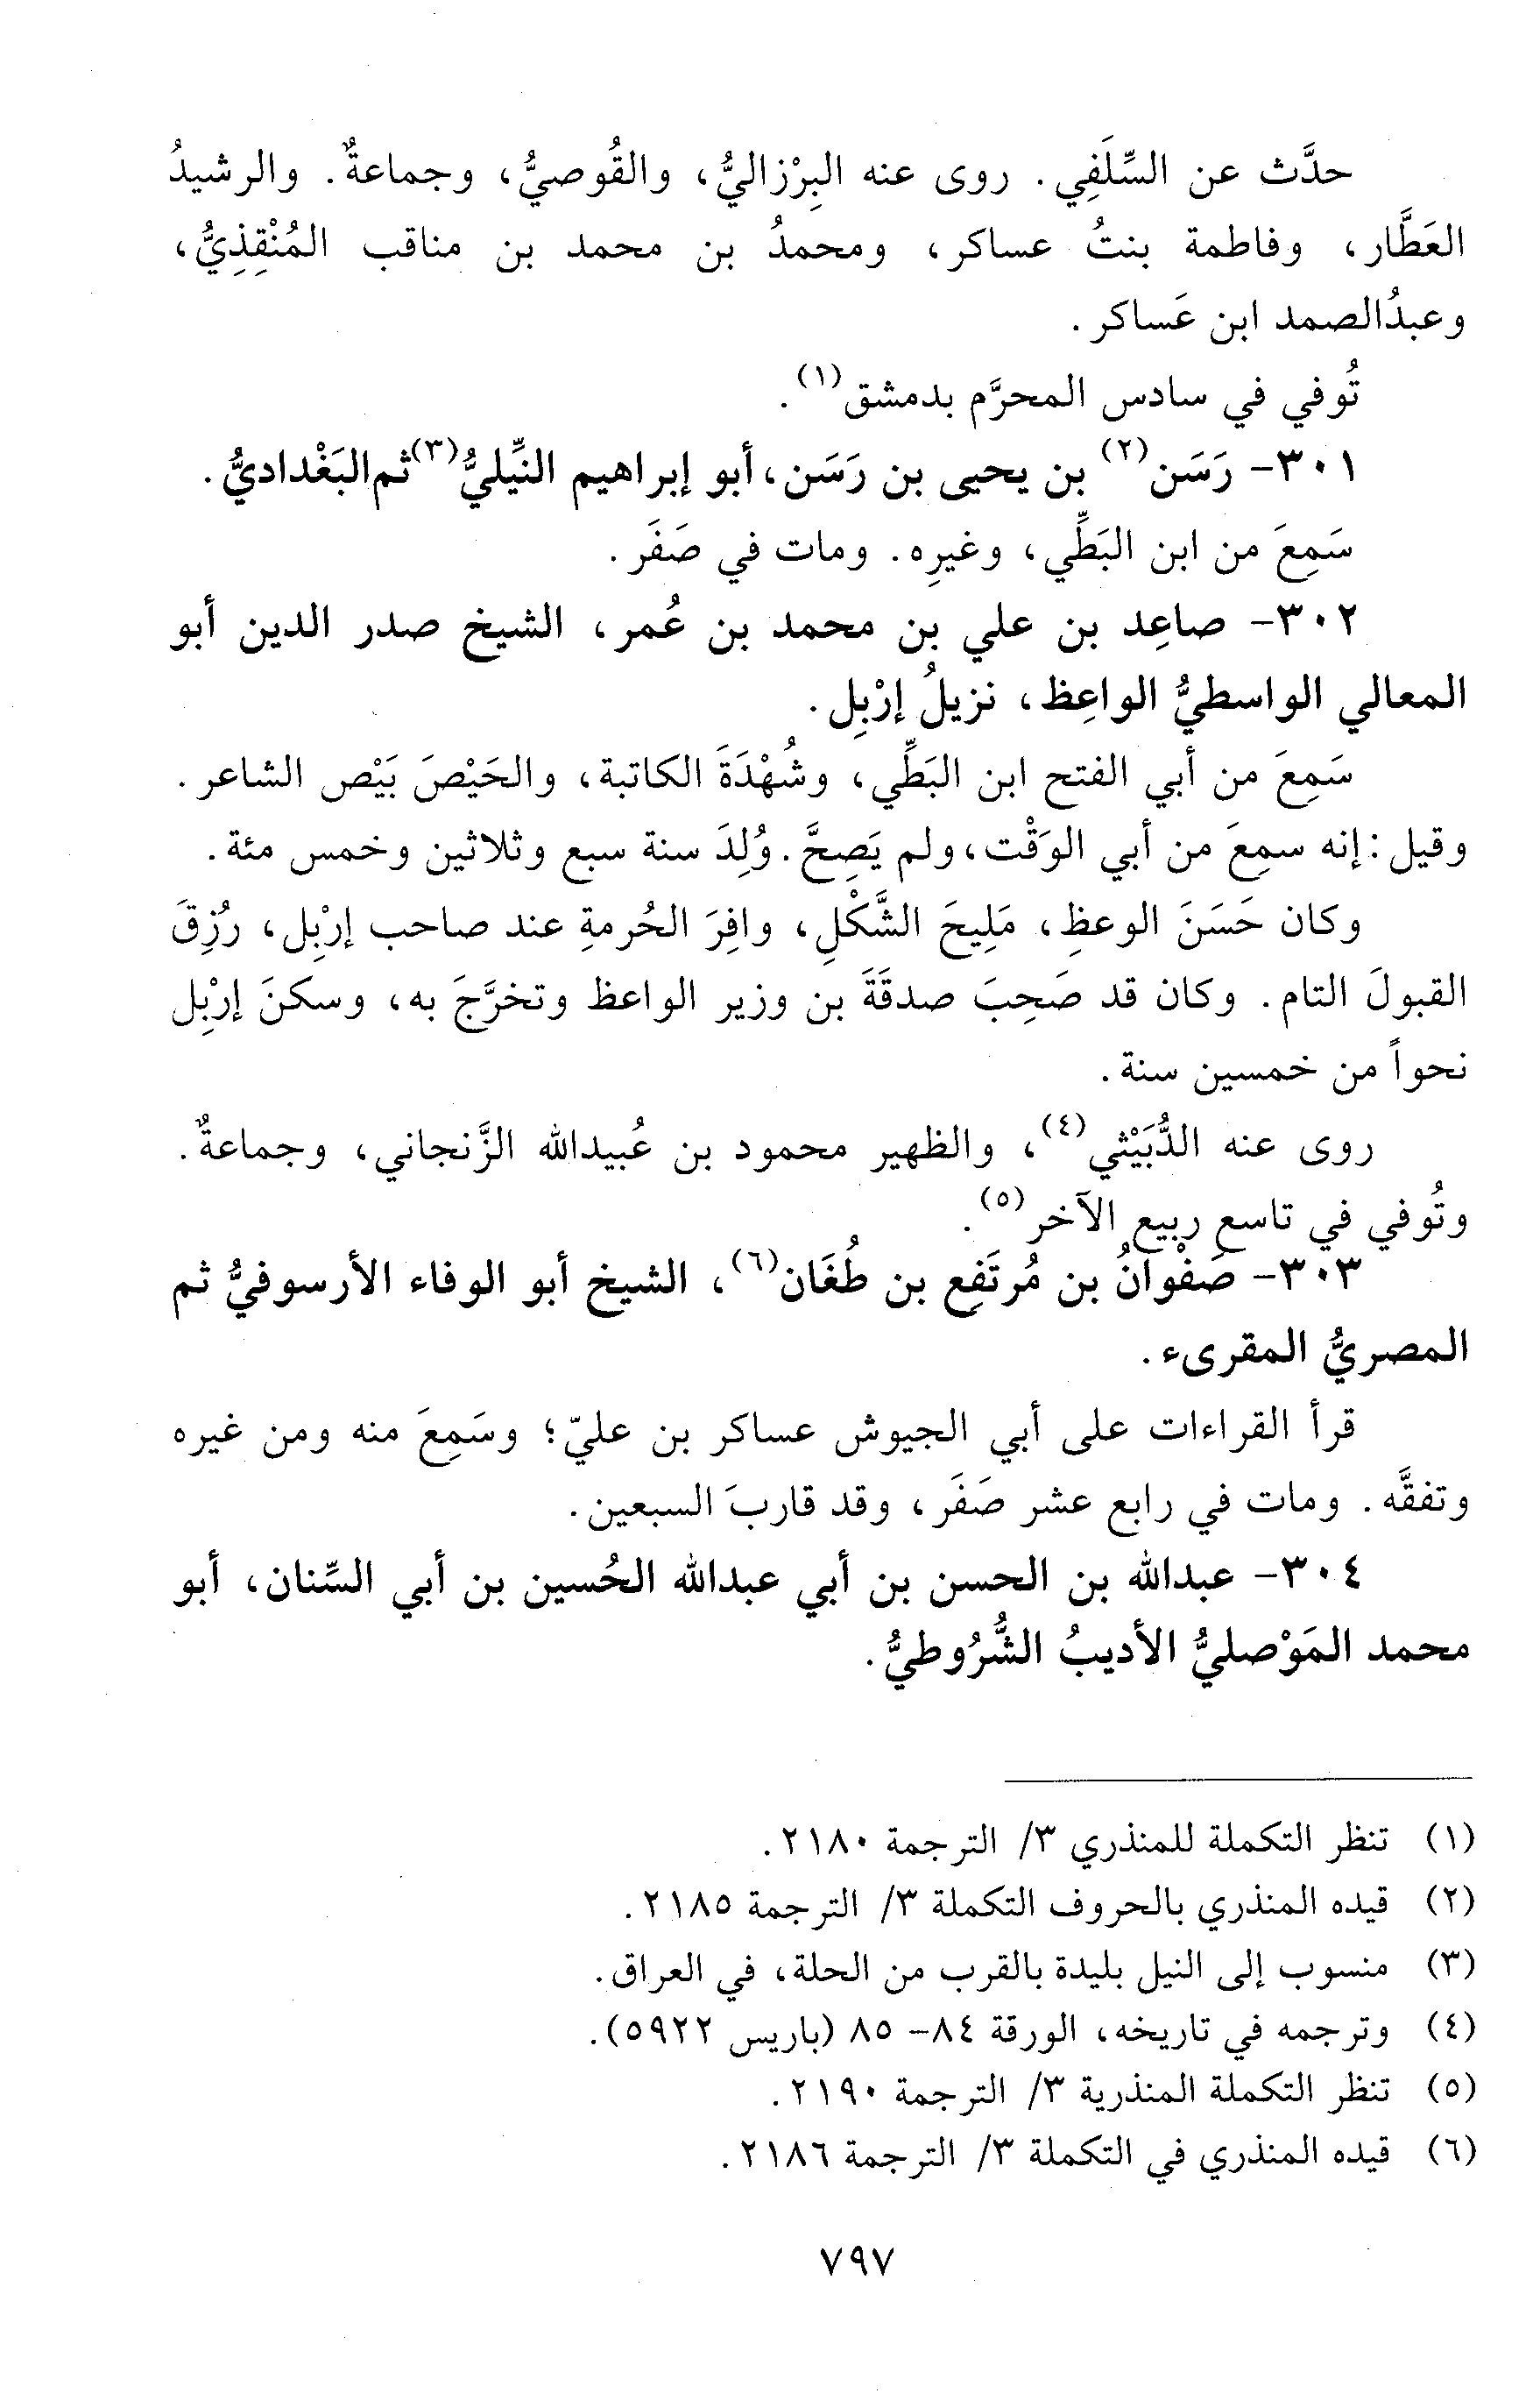 حدَّث عن السِّلَفِي. روى عنه البِرْزاليُّ، والقُوصيُّ، وجماعةٌ. والرشيدُ
العَطَّار، وفاطمة بنتُ عساكر، ومحمدُ بن محمد بن مناقب المُنْقِذِيُّ،
وعبدُالصمد ابن عَساكر.
تُوفي في سادس المحرَّم بدمشق(١).
٣٠١- رَسَن(٢) بن يحيى بن رَسَن، أبو إبراهيم النِّيليُّ(٣) ثم البَغْداديُّ.
سَمِعَ من ابن البَطِّي، وغيرِه. ومات في صَفَر.
٣٠٢- صاعِد بن علي بن محمد بن عُمر، الشيخ صدر الدين أبو
المعالي الواسطيُّ الواعِظ، نزيلُ إرْبِل.
سَمِعَ من أبي الفتح ابن البَطِّي، وشُهْدَةَ الكاتبة، والحَيْصَ بَيْص الشاعر.
وقيل: إنه سمِعَ من أبي الوَقْت، ولم يَصِحَّ. وُلِدَ سنة سبع وثلاثين وخمس مئة.
وكان حَسَنَ الوعظِ، مَلِيحَ الشَّكْلِ، وافِرَ الحُرمةِ عند صاحب إرْبِل، رُزِقَ
القبولَ التام. وكان قد صَحِبَ صدقَةَ بن وزير الواعظ وتخرَّجَ به، وسكنَ إرْبِل
نحواً من خمسين سنة.
روى عنه الدُّبَيْثي(٤)، والظهير محمود بن عُبيدالله الزَّنجاني، وجماعةٌ.
وتُوفي في تاسع ربيع الآخر(٥).
٣٠٣- صَفْوانُ بن مُرتَفِع بن طُغَان(٦)، الشيخ أبو الوفاء الأرسوفيُّ ثم
المصريُّ المقرىء.
قرأ القراءات على أبي الجيوش عساكر بن عليّ؛ وسَمِعَ منه ومن غيره
وتفقَّه. ومات في رابع عشر صَفَر، وقد قاربَ السبعين.
٣٠٤- عبدالله بن الحسن بن أبي عبدالله الحُسين بن أبي السِّنان، أبو
محمد المَوْصليُّ الأديبُ الشُّرُوطيُّ.
(١) تنظر التكملة للمنذري ٣/ الترجمة ٢١٨٠.
(٢) قيده المنذري بالحروف التكملة ٣/ الترجمة ٢١٨٥.
(٣) منسوب إلى النيل بليدة بالقرب من الحلة، في العراق.
(٤) وترجمه في تاريخه، الورقة ٨٤- ٨٥ (باريس ٥٩٢٢).
(٥) تنظر التكملة المنذرية ٣/ الترجمة ٢١٩٠.
(٦) قيده المنذري في التكملة ٣/ الترجمة ٢١٨٦.
٧٩٧